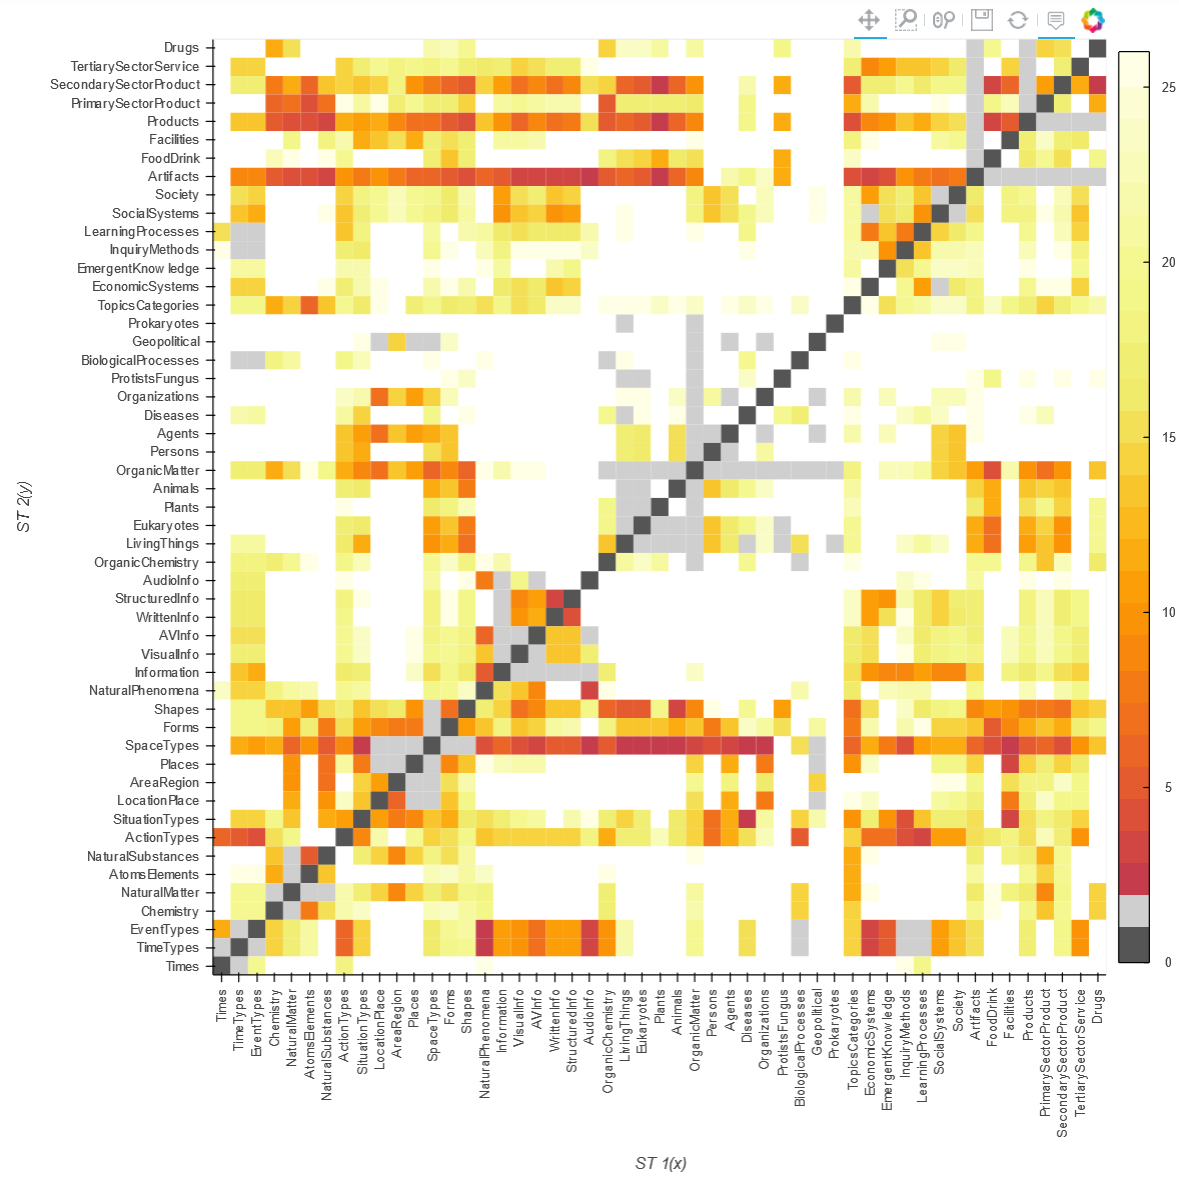 Drugs
TertiarySectorService
SecondarySectorProduct
PrimarySectorProduct
Products
Facilities
FoodDrink
Artifacts
Society
SocialSystems
LearningProcesses
InquiryMethods
EmergentKnowledge
EconomicSystems
TopicsCategories
Prokaryotes
Geopolitical
BiologicalProcesses
ProtistsFungus
Organizations
Diseases
Agents
Persons
OrganicMatter
Animals
Plants
Eukaryotes
LivingThings
OrganicChemistry
AudioInfo
StructuredInfo
WrittenInfo
AVInfo
VisualInfo
Information
NaturalPhenomena
Shapes
Forms
SpaceTypes
Places
AreaRegion
LocationPlace
SituationTypes
ActionTypes
NaturalSubstances
AtomsElements
NaturalMatter
Chemistry
EventTypes
TimeTypes
Times
ST 2(y)
Times
TimeTypes
EventTypes
Chemistry
NaturalMatter
AtomsElements
NaturalSubstances
ActionTypes
SituationTypes
LocationPlace
AreaRegion
Places
SpaceTypes
Forms
Shapes
NaturalPhenomena
Information
VisualInfo
AVInfo
WrittenInfo
StructuredInfo
AudioInfo
OrganicChemistry
LivingThings
Eukaryotes
Plants
Animals
OrganicMatter
Persons
Agents
Diseases
Organizations
ProtistsFungus
BiologicalProcesses
Geopolitical
Prokaryotes
TopicsCategories
EconomicSystems
EmergentKnowledge
InquiryMethods
LearningProcesses
SocialSystems
Society
Artifacts
FoodDrink
Facilities
Products
PrimarySectorProduct
SecondarySectorProduct
TertiarySectorService
Drugs
ST 1(x)
25
20
15
10
5
0